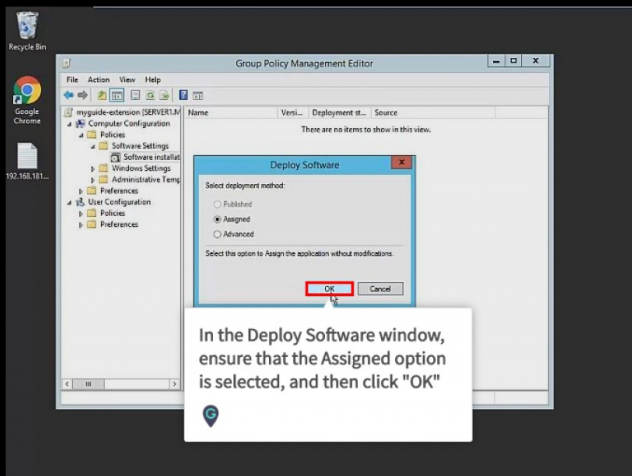 Recycle Bin
Google
Chrome
192.168.181...
Group Policy Management Editor
File Action View Help
myguide-extension [SERVER1.M
Computer Configuration
Policies
Software Settings
Software installat
Windows Settings
Administrative Temp
Preferences
User Configuration
Policies
Preferences
Name Versi... Deployment st... Source
There are no items to show in this view.
Deploy Software
x
Select deployment method:
Published
Assigned
Advanced
Select this option to Assign the application without modifications.
OK Cancel
In the Deploy Software window,
ensure that the Assigned option
is selected, and then click "OK"
G